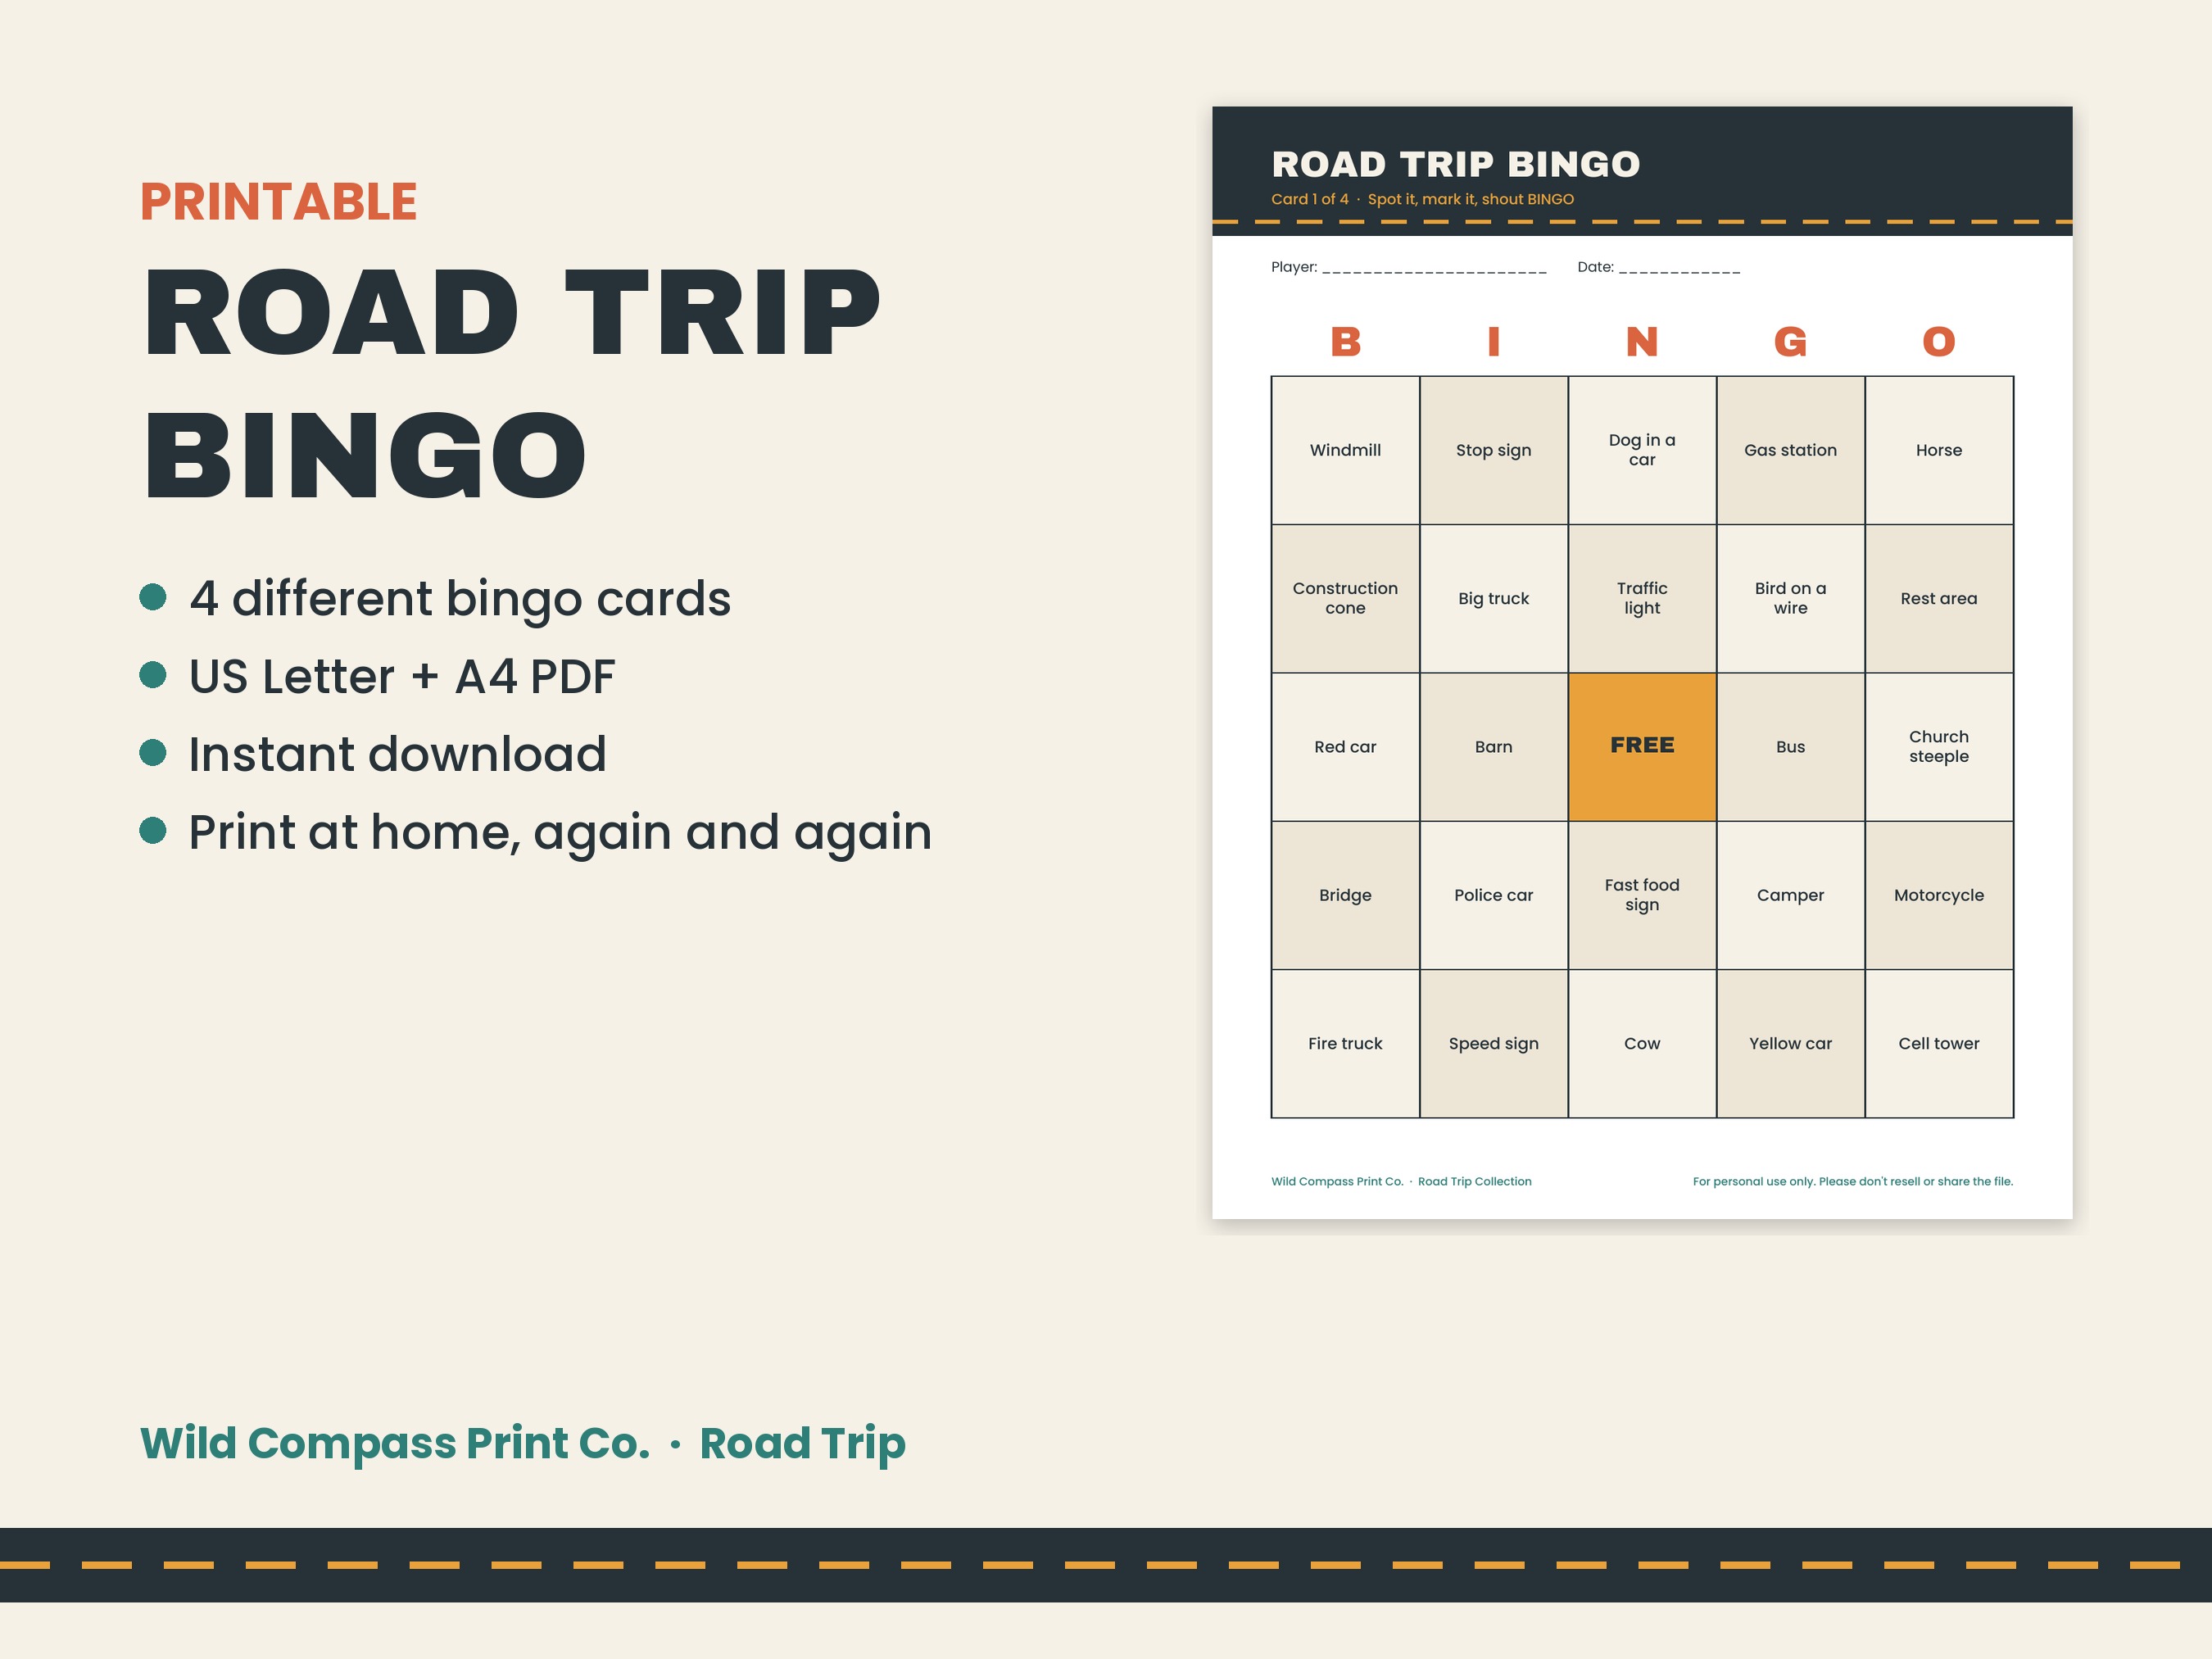 PRINTABLE
ROAD TRIP
BINGO
4 different bingo cards
US Letter + A4 PDF
Instant download
Print at home, again and again
Wild Compass Print Co. · Road Trip
ROAD TRIP BINGO
Card 1 of 4 · Spot it, mark it, shout BINGO
Player: ______________________ Date: ____________
B I N G O
Windmill
Stop sign
Dog in a
car
Gas station
Horse
Construction
cone
Big truck
Traffic
light
Bird on a
wire
Rest area
Red car
Barn
FREE
Bus
Church
steeple
Bridge
Police car
Fast food
sign
Camper
Motorcycle
Fire truck
Speed sign
Cow
Yellow car
Cell tower
Wild Compass Print Co. · Road Trip Collection
For personal use only. Please don't resell or share the file.